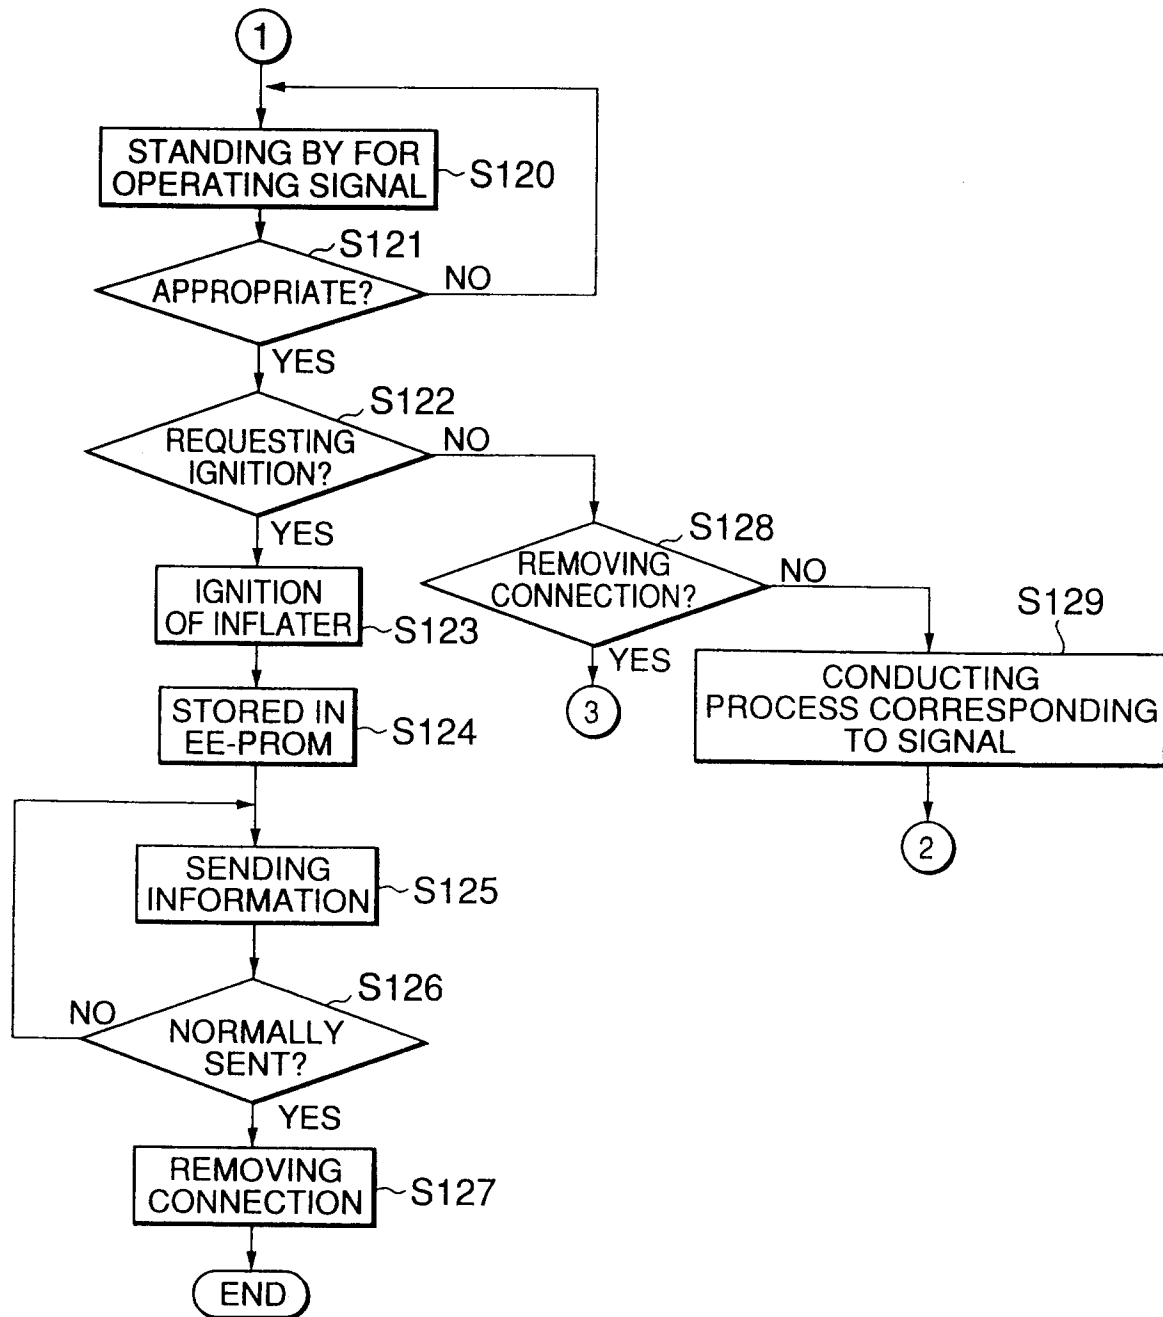 1
STANDING BY FOR
OPERATING SIGNAL
S120
S121
APPROPRIATE?
NO
YES
S122
REQUESTING
IGNITION?
NO
YES
S128
REMOVING
CONNECTION?
NO
YES
3
S129
CONDUCTING
PROCESS CORRESPONDING
TO SIGNAL
2
IGNITION
OF INFLATER
S123
STORED IN
EE-PROM
S124
SENDING
INFORMATION
S125
S126
NORMALLY
SENT?
NO
YES
REMOVING
CONNECTION
S127
END